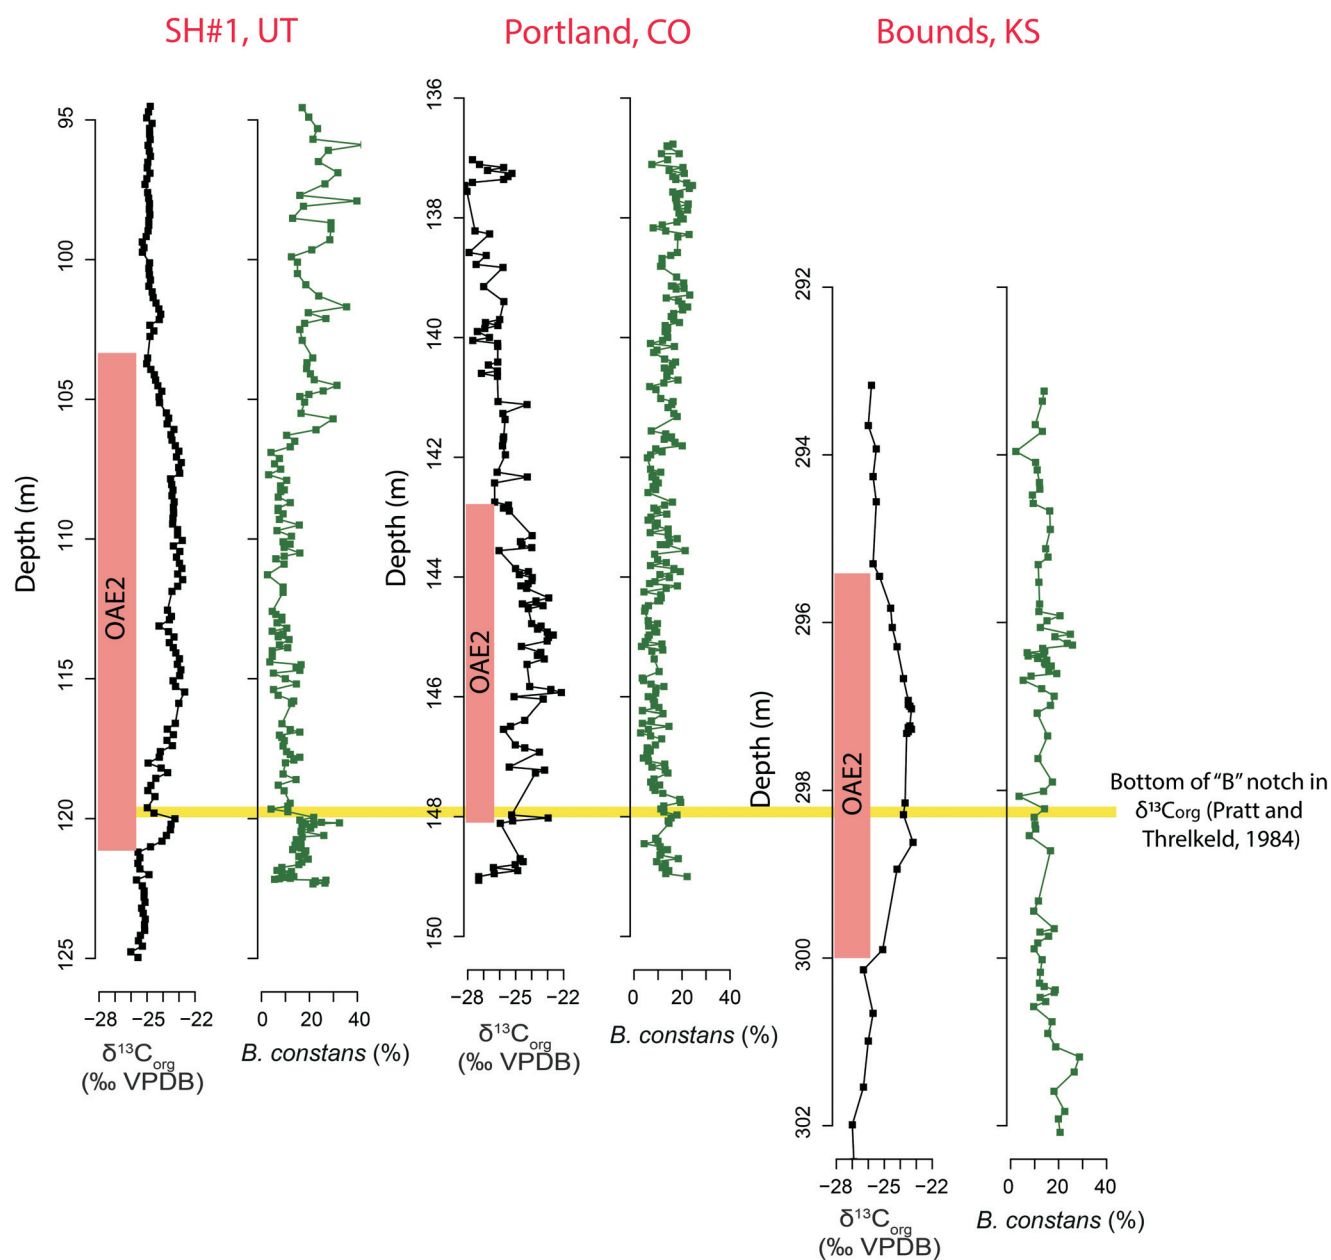 SH#1, UT
Portland, CO
Bounds, KS
Depth (m)
95
100
105
110
115
120
125
OAE2
−28 −25 −22
δ¹³Corg
(‰ VPDB)
0 20 40
B. constans (%)
Depth (m)
136
138
140
142
144
146
148
150
OAE2
−28 −25 −22
δ¹³Corg
(‰ VPDB)
0 20 40
B. constans (%)
Depth (m)
292
294
296
298
300
302
OAE2
−28 −25 −22
δ¹³Corg
(‰ VPDB)
0 20 40
B. constans (%)
Bottom of “B” notch in
δ¹³Corg (Pratt and
Threlkeld, 1984)